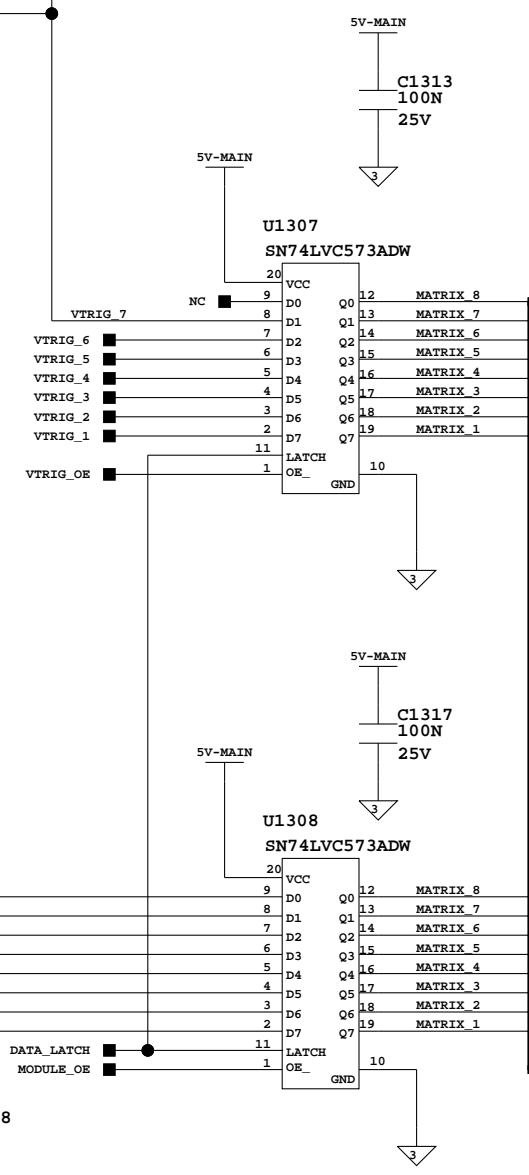 5V-MAIN
C1313
100N
25V
3
5V-MAIN
U1307
SN74LVC573ADW
20 VCC
NC 9 D0 Q0 12 MATRIX_8
VTRIG_7 8 D1 Q1 13 MATRIX_7
VTRIG_6 7 D2 Q2 14 MATRIX_6
VTRIG_5 6 D3 Q3 15 MATRIX_5
VTRIG_4 5 D4 Q4 16 MATRIX_4
VTRIG_3 4 D5 Q5 17 MATRIX_3
VTRIG_2 3 D6 Q6 18 MATRIX_2
VTRIG_1 2 D7 Q7 19 MATRIX_1
11 LATCH
VTRIG_OE 1 OE_ 10
GND
3
5V-MAIN
C1317
100N
25V
5V-MAIN
3
U1308
SN74LVC573ADW
20 VCC
9 D0 Q0 12 MATRIX_8
8 D1 Q1 13 MATRIX_7
7 D2 Q2 14 MATRIX_6
6 D3 Q3 15 MATRIX_5
5 D4 Q4 16 MATRIX_4
4 D5 Q5 17 MATRIX_3
3 D6 Q6 18 MATRIX_2
2 D7 Q7 19 MATRIX_1
DATA_LATCH 11 LATCH
MODULE_OE 1 OE_ 10
GND
8
3